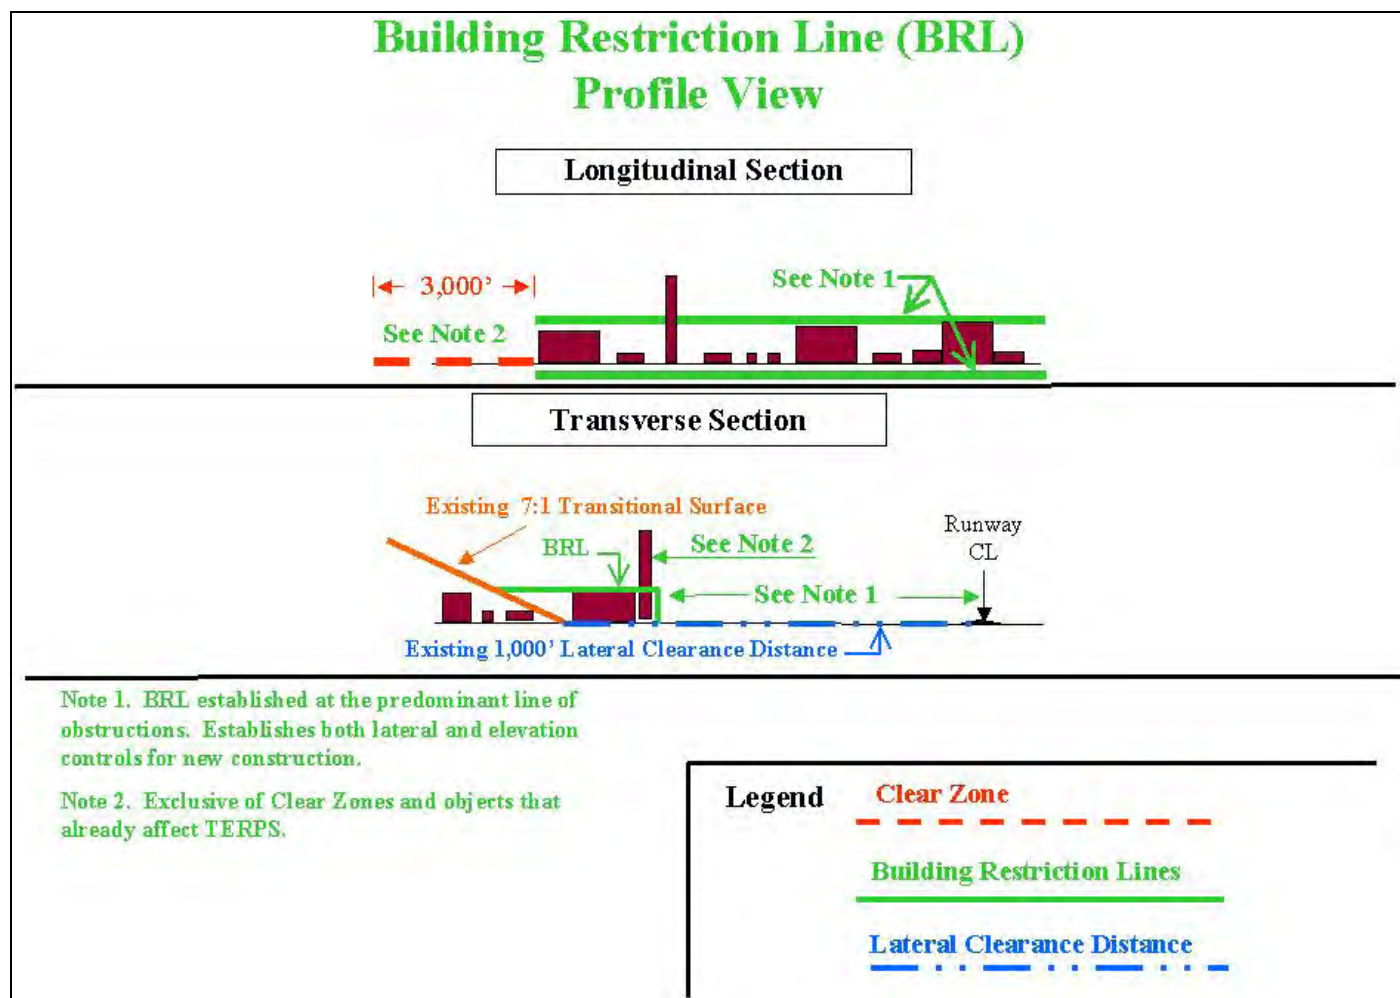 Building Restriction Line (BRL)
Profile View
Longitudinal Section
3,000’
See Note 1
See Note 2
Transverse Section
Existing 7:1 Transitional Surface
BRL
See Note 2
Runway
CL
See Note 1
Existing 1,000’ Lateral Clearance Distance
Note 1. BRL established at the predominant line of
obstructions. Establishes both lateral and elevation
controls for new construction.
Note 2. Exclusive of Clear Zones and objects that
already affect TERPS.
Legend
Clear Zone
Building Restriction Lines
Lateral Clearance Distance